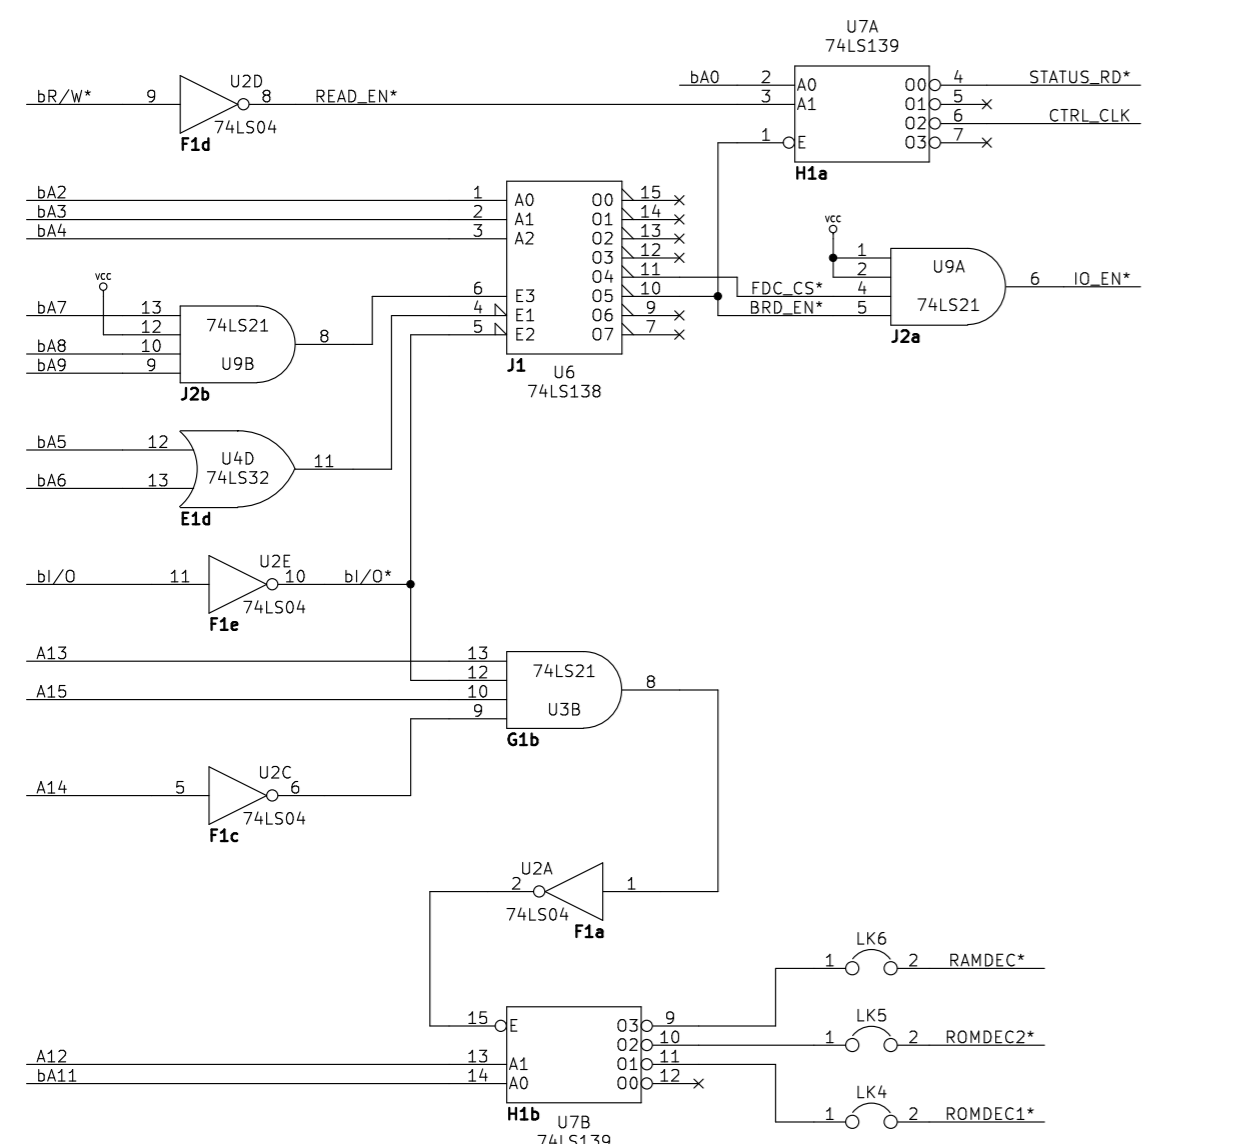 U7A
74LS139
bR/W* 9 U2D 8 READ_EN*
74LS04
F1d
bA0 2 A0 O0 4 STATUS_RD*
3 A1 O1 5
O2 6 CTRL_CLK
1 E O3 7
H1a
bA2 1 A0 O0 15
bA3 2 A1 O1 14
bA4 3 A2 O2 13
O3 12
O4 11
6 E3 O5 10
4 E1 O6 9
5 E2 O7 7
J1
U6
74LS138
FDC_CS*
BRD_EN*
VCC
1
2
4
5
U9A
74LS21
6 IO_EN*
J2a
VCC
bA7 13
12
bA8 10
bA9 9
74LS21
U9B
8
J2b
bA5 12
bA6 13
U4D
74LS32
11
E1d
bI/O 11 U2E 10 bI/O*
74LS04
F1e
A13 13
12
A15 10
9
74LS21
U3B
8
G1b
A14 5 U2C 6
74LS04
F1c
U2A
2 1
74LS04
F1a
15 E O3 9
O2 10
A12 13 A1 O1 11
bA11 14 A0 O0 12
H1b
U7B
74LS139
LK6
1 2 RAMDEC*
LK5
1 2 ROMDEC2*
LK4
1 2 ROMDEC1*